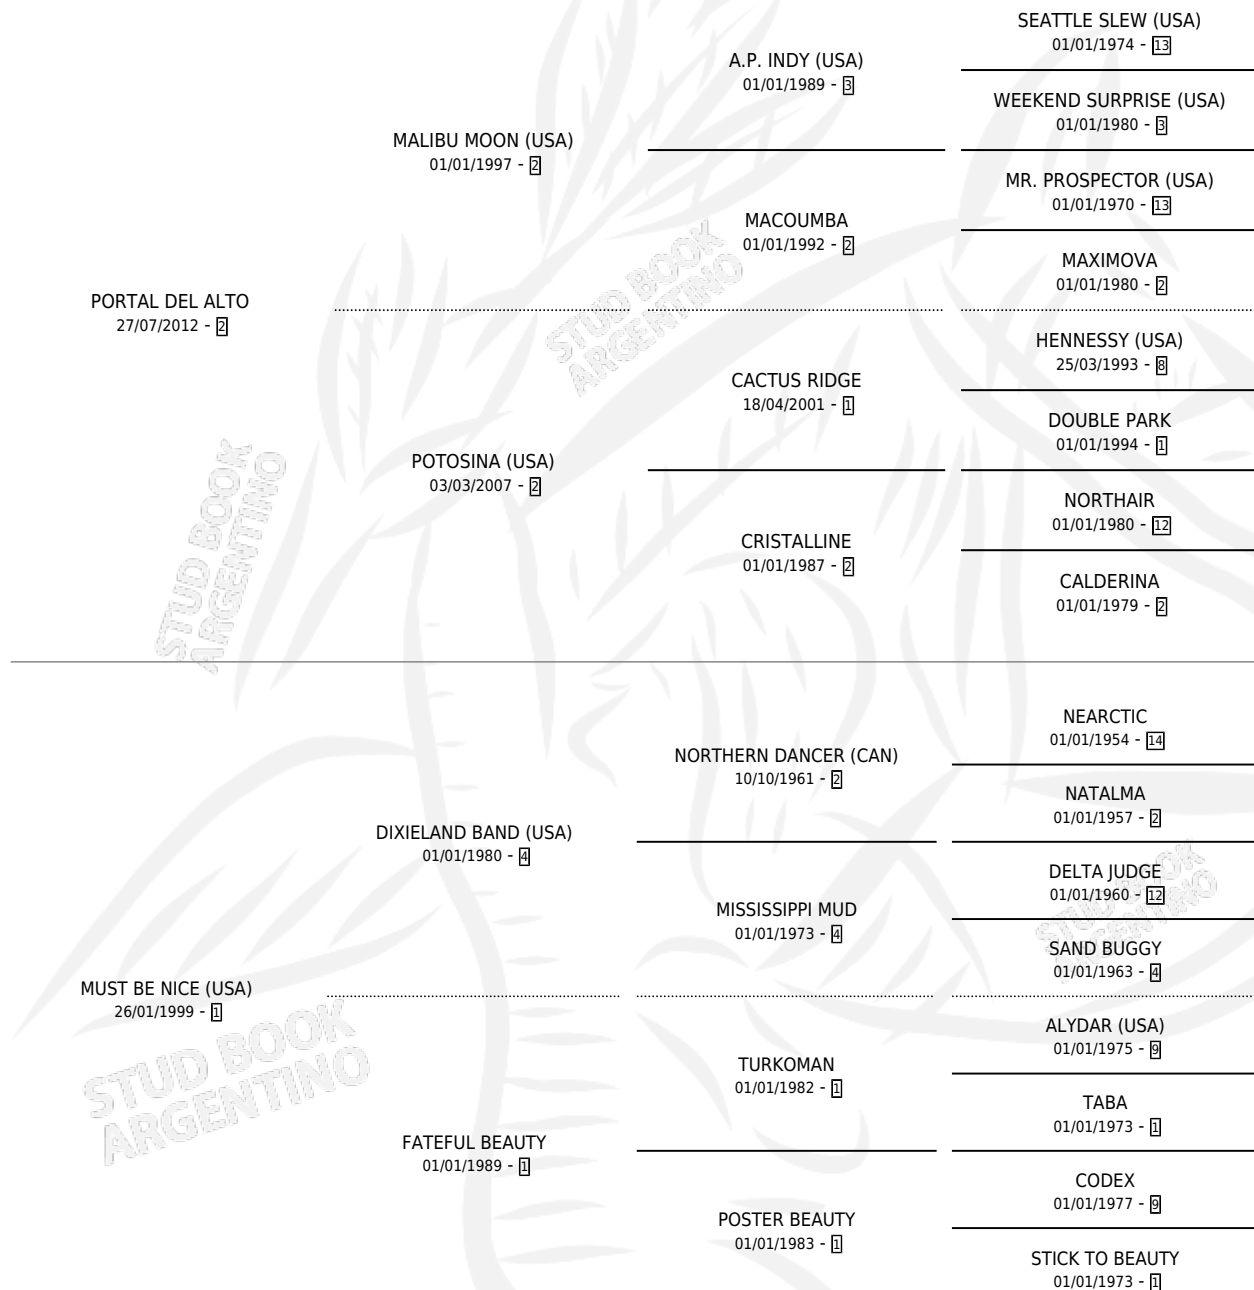 SEATTLE SLEW (USA)
01/01/1974 - 13
A.P. INDY (USA)
01/01/1989 - 3
WEEKEND SURPRISE (USA)
01/01/1980 - 3
MALIBU MOON (USA)
01/01/1997 - 2
MR. PROSPECTOR (USA)
01/01/1970 - 13
MACOUMBA
01/01/1992 - 2
MAXIMOVA
01/01/1980 - 2
PORTAL DEL ALTO
27/07/2012 - 2
HENNESSY (USA)
25/03/1993 - 8
CACTUS RIDGE
18/04/2001 - 1
DOUBLE PARK
01/01/1994 - 1
POTOSINA (USA)
03/03/2007 - 2
NORTHAIR
01/01/1980 - 12
CRISTALLINE
01/01/1987 - 2
CALDERINA
01/01/1979 - 2
NEARCTIC
01/01/1954 - 14
NORTHERN DANCER (CAN)
10/10/1961 - 2
NATALMA
01/01/1957 - 2
DIXIELAND BAND (USA)
01/01/1980 - 4
DELTA JUDGE
01/01/1960 - 12
MISSISSIPPI MUD
01/01/1973 - 4
SAND BUGGY
01/01/1963 - 4
MUST BE NICE (USA)
26/01/1999 - 1
ALYDAR (USA)
01/01/1975 - 9
TURKOMAN
01/01/1982 - 1
TABA
01/01/1973 - 1
FATEFUL BEAUTY
01/01/1989 - 1
CODEX
01/01/1977 - 9
POSTER BEAUTY
01/01/1983 - 1
STICK TO BEAUTY
01/01/1973 - 1
STUD BOOK
ARGENTINO
STUD BOOK
ARGENTINO
STUD BOOK
ARGENTINO
STUD BOOK
ARGENTINO